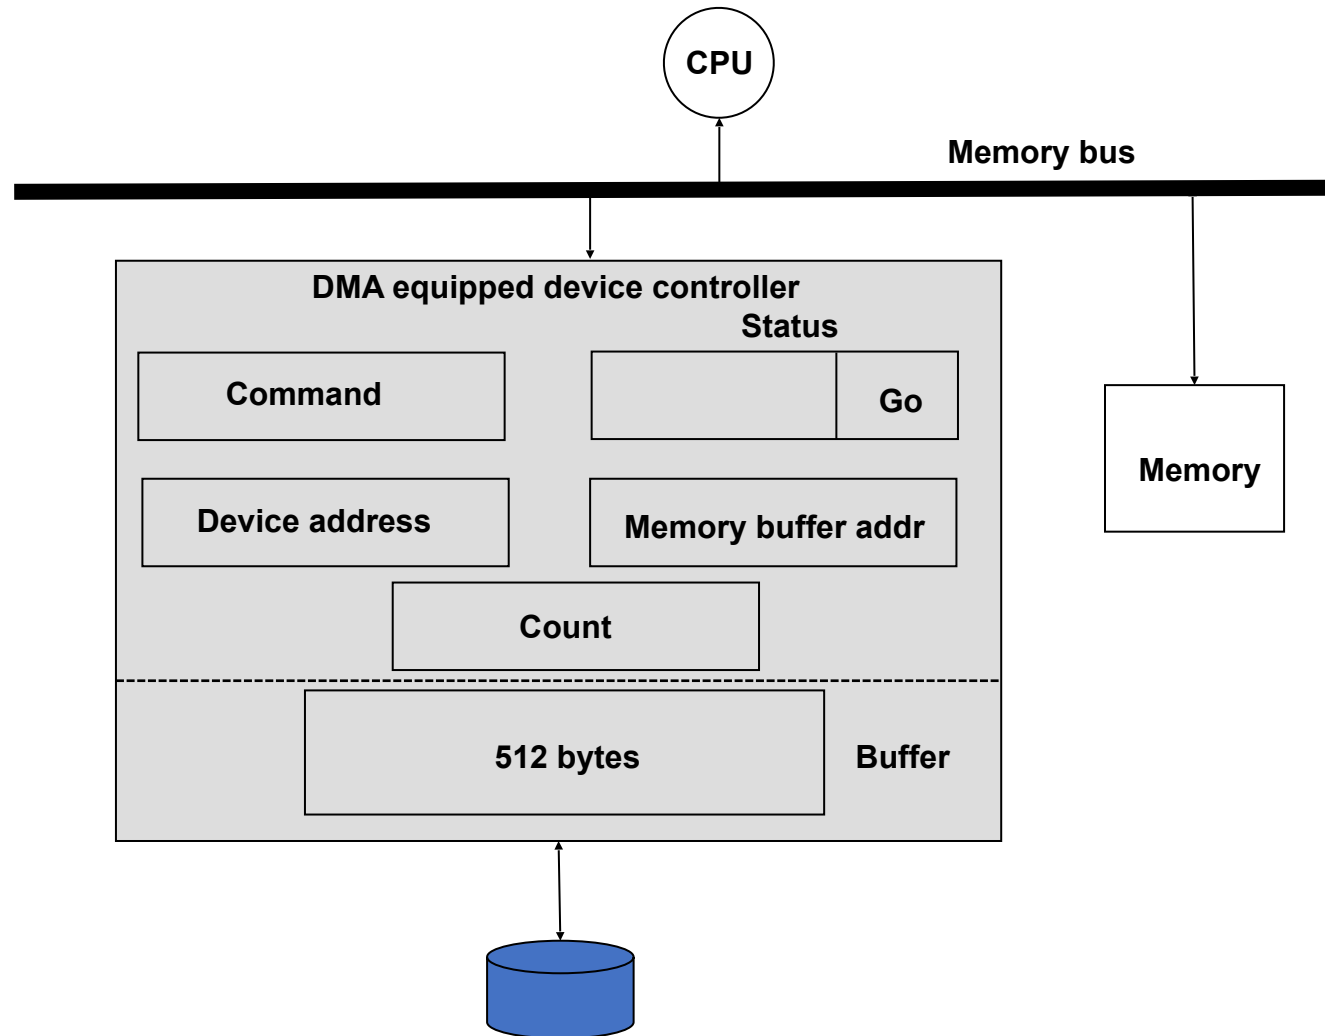 CPU
Memory bus
DMA equipped device controller
Status
Command
Go
Memory
Device address
Memory buffer addr
Count
512 bytes
Buffer